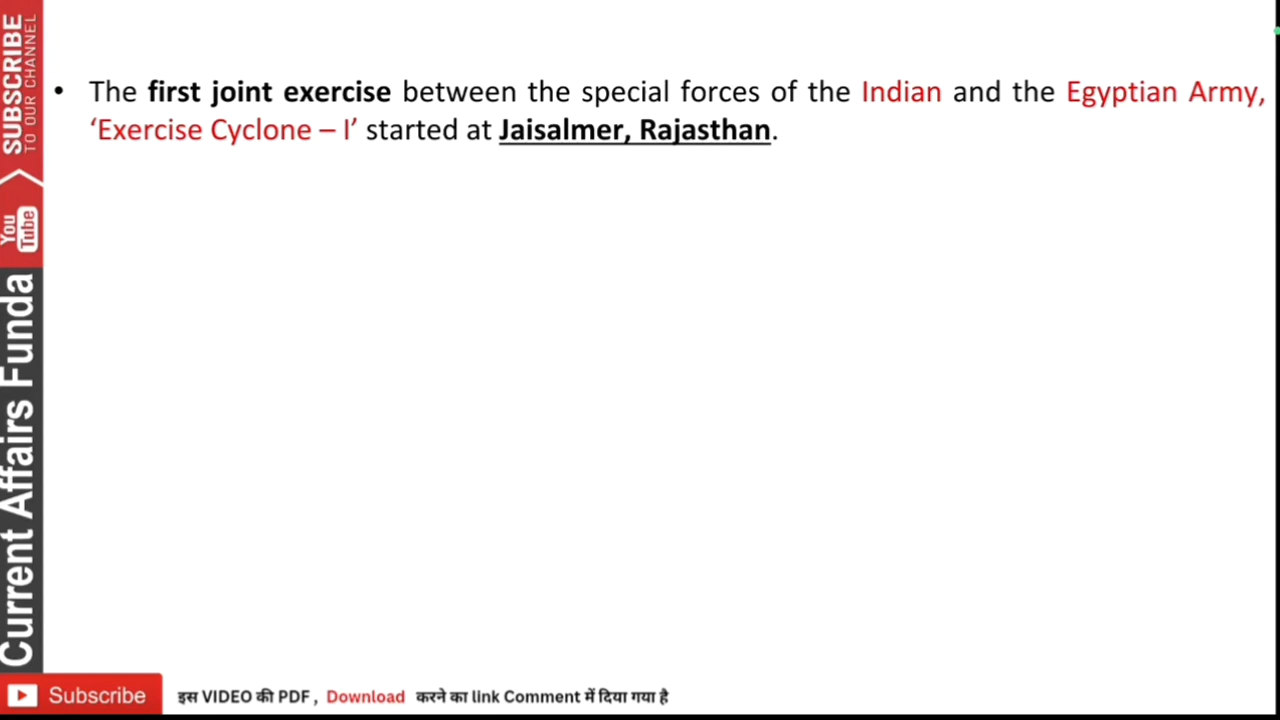 • The first joint exercise between the special forces of the Indian and the Egyptian Army,
‘Exercise Cyclone – I’ started at Jaisalmer, Rajasthan.
SUBSCRIBE
TO OUR CHANNEL
You
Tube
Current Affairs Funda
Subscribe
इस VIDEO की PDF , Download करने का link Comment में दिया गया है